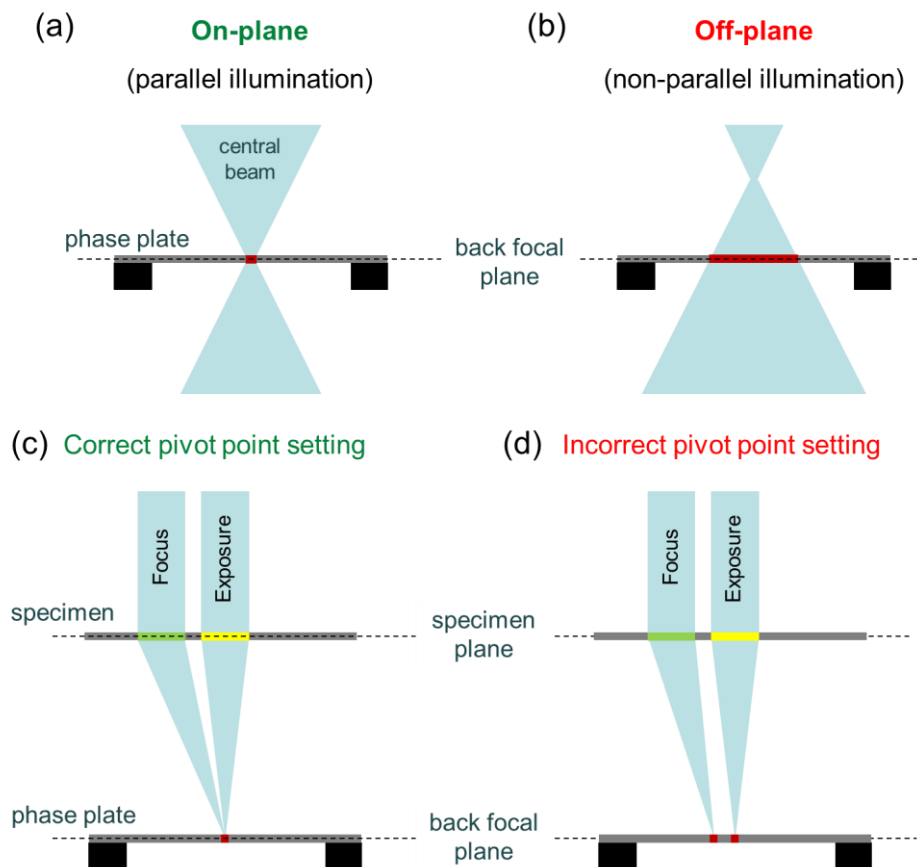 (a)
On-plane
(parallel illumination)
central
beam
phase plate
(b)
Off-plane
(non-parallel illumination)
back focal
plane
(c) Correct pivot point setting
Focus
Exposure
specimen
phase plate
(d) Incorrect pivot point setting
Focus
Exposure
specimen
plane
back focal
plane